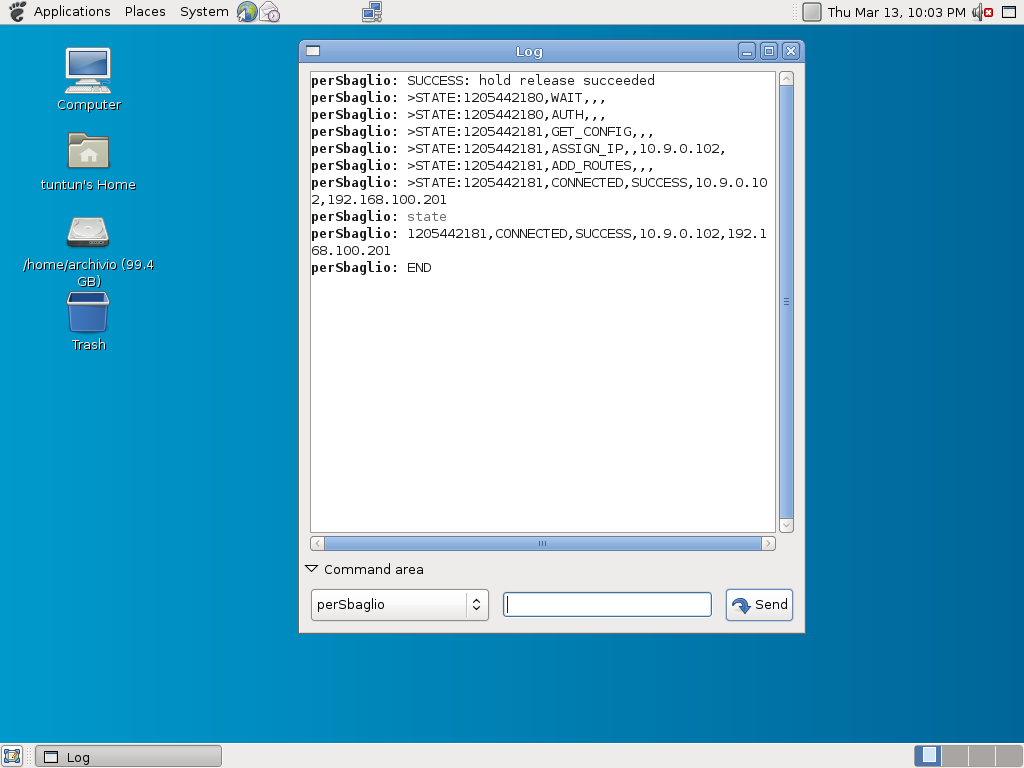 Applications Places System Thu Mar 13, 10:03 PM
Computer
tuntun's Home
/home/archivio (99.4
GB)
Trash
Log
perSbaglio: SUCCESS: hold release succeeded
perSbaglio: >STATE:1205442180,WAIT,,,
perSbaglio: >STATE:1205442180,AUTH,,,
perSbaglio: >STATE:1205442181,GET_CONFIG,,,
perSbaglio: >STATE:1205442181,ASSIGN_IP,,10.9.0.102,
perSbaglio: >STATE:1205442181,ADD_ROUTES,,,
perSbaglio: >STATE:1205442181,CONNECTED,SUCCESS,10.9.0.10
2,192.168.100.201
perSbaglio: state
perSbaglio: 1205442181,CONNECTED,SUCCESS,10.9.0.102,192.1
68.100.201
perSbaglio: END
Command area
perSbaglio
Send
Log